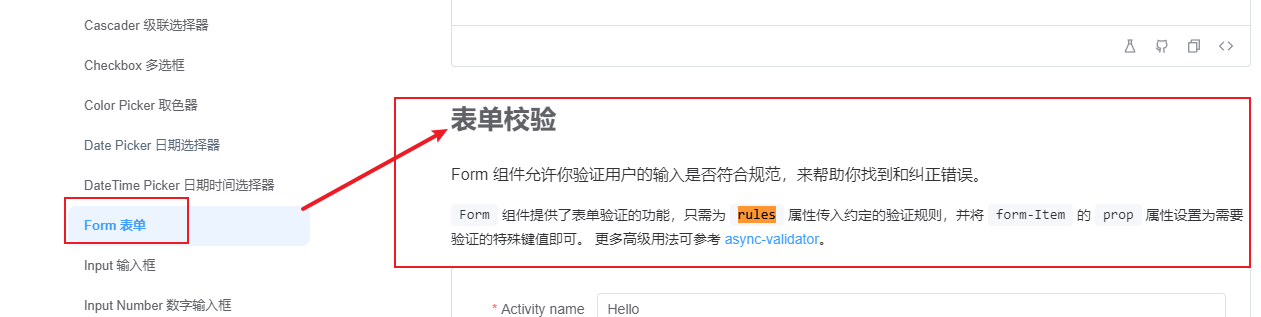 Cascader 级联选择器
Checkbox 多选框
Color Picker 取色器
Date Picker 日期选择器
DateTime Picker 日期时间选择器
Form 表单
Input 输入框
Input Number 数字输入框
表单校验
Form 组件允许你验证用户的输入是否符合规范，来帮助你找到和纠正错误。
Form 组件提供了表单验证的功能，只需为 rules 属性传入约定的验证规则，并将 form-Item 的 prop 属性设置为需要
验证的特殊键值即可。 更多高级用法可参考 async-validator。
* Activity name Hello